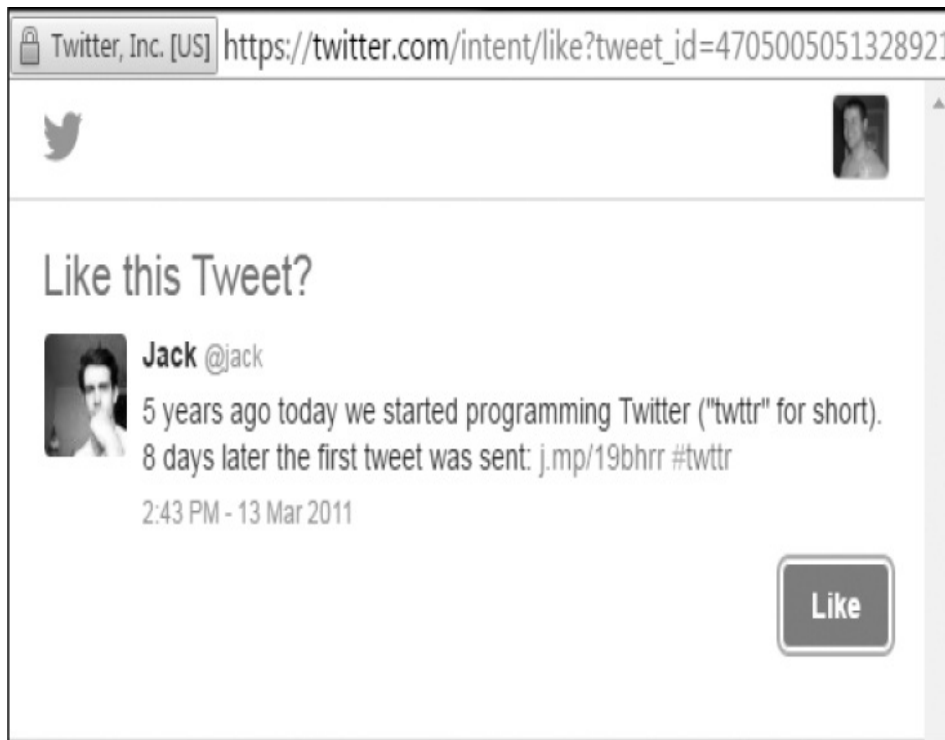 Twitter, Inc. [US] https://twitter.com/intent/like?tweet_id=4705005051328921
Like this Tweet?
Jack @jack
5 years ago today we started programming Twitter ("twttr" for short).
8 days later the first tweet was sent: j.mp/19bhrr #twttr
2:43 PM - 13 Mar 2011
Like